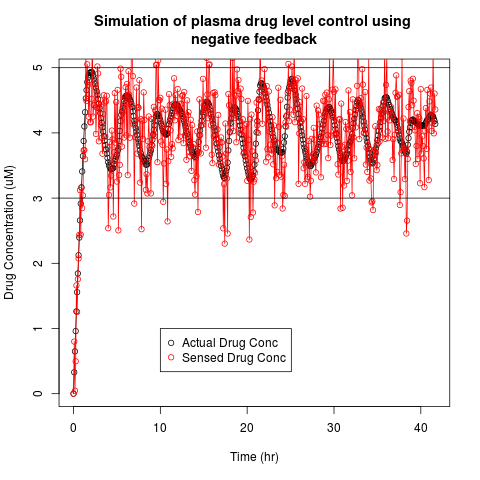 Simulation of plasma drug level control using
negative feedback
Drug Concentration (uM)
5
4
3
2
1
0
Actual Drug Conc
Sensed Drug Conc
0 10 20 30 40
Time (hr)